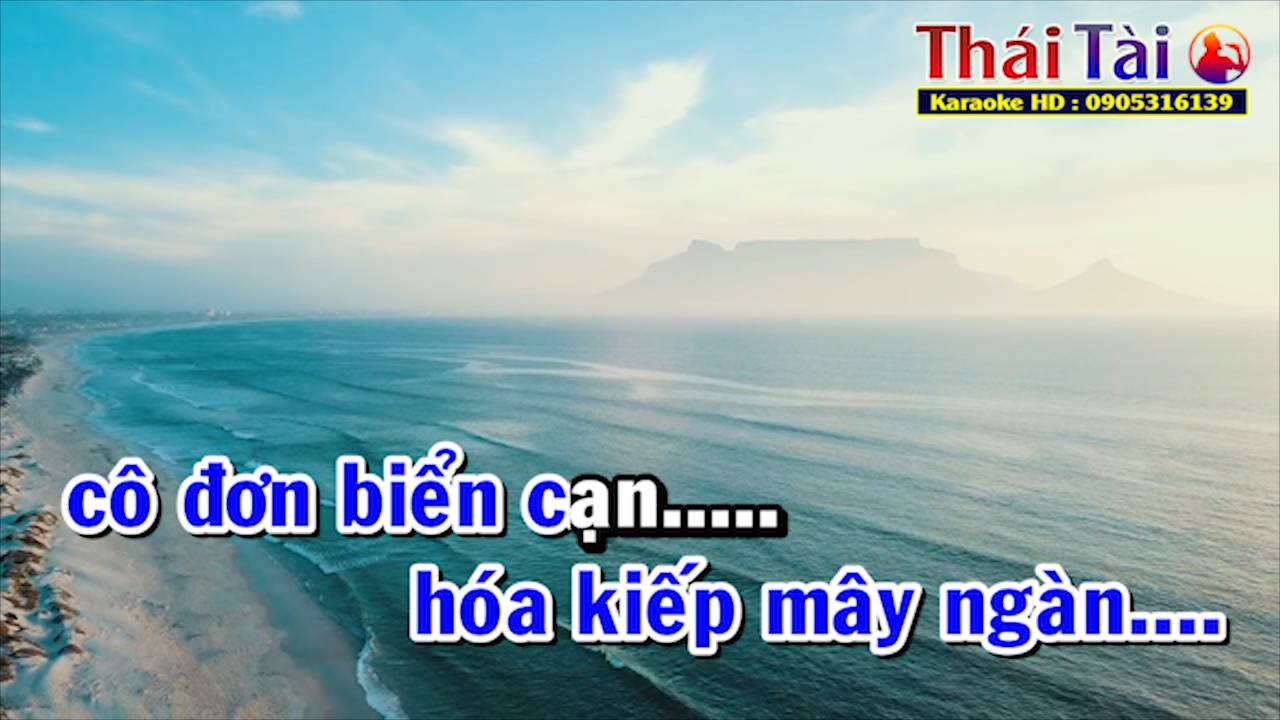 Thái Tài
Karaoke HD : 0905316139
cô đơn biển cạn.....
hóa kiếp mây ngàn....